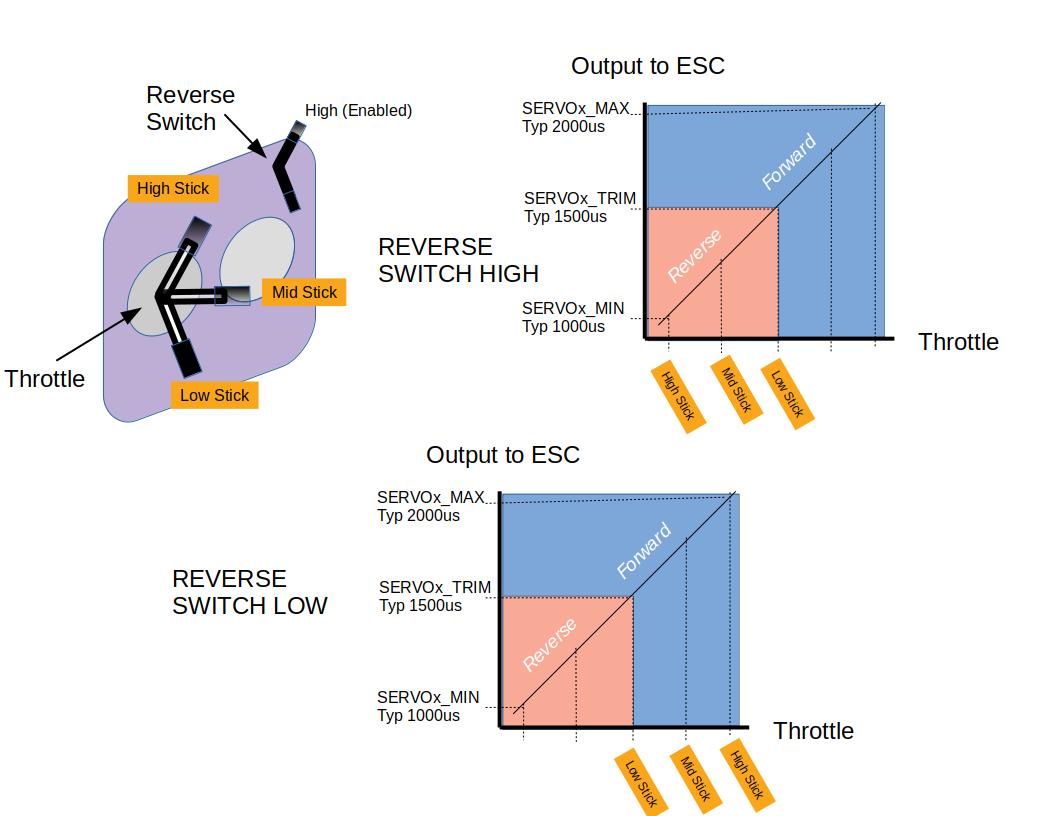 Output to ESC
Reverse
Switch
High (Enabled)
High Stick
Mid Stick
Low Stick
Throttle
REVERSE
SWITCH HIGH
SERVOx_MAX
Typ 2000us
SERVOx_TRIM
Typ 1500us
SERVOx_MIN
Typ 1000us
Forward
Reverse
Throttle
High Stick
Mid Stick
Low Stick
Output to ESC
REVERSE
SWITCH LOW
SERVOx_MAX
Typ 2000us
SERVOx_TRIM
Typ 1500us
SERVOx_MIN
Typ 1000us
Forward
Reverse
Throttle
Low Stick
Mid Stick
High Stick